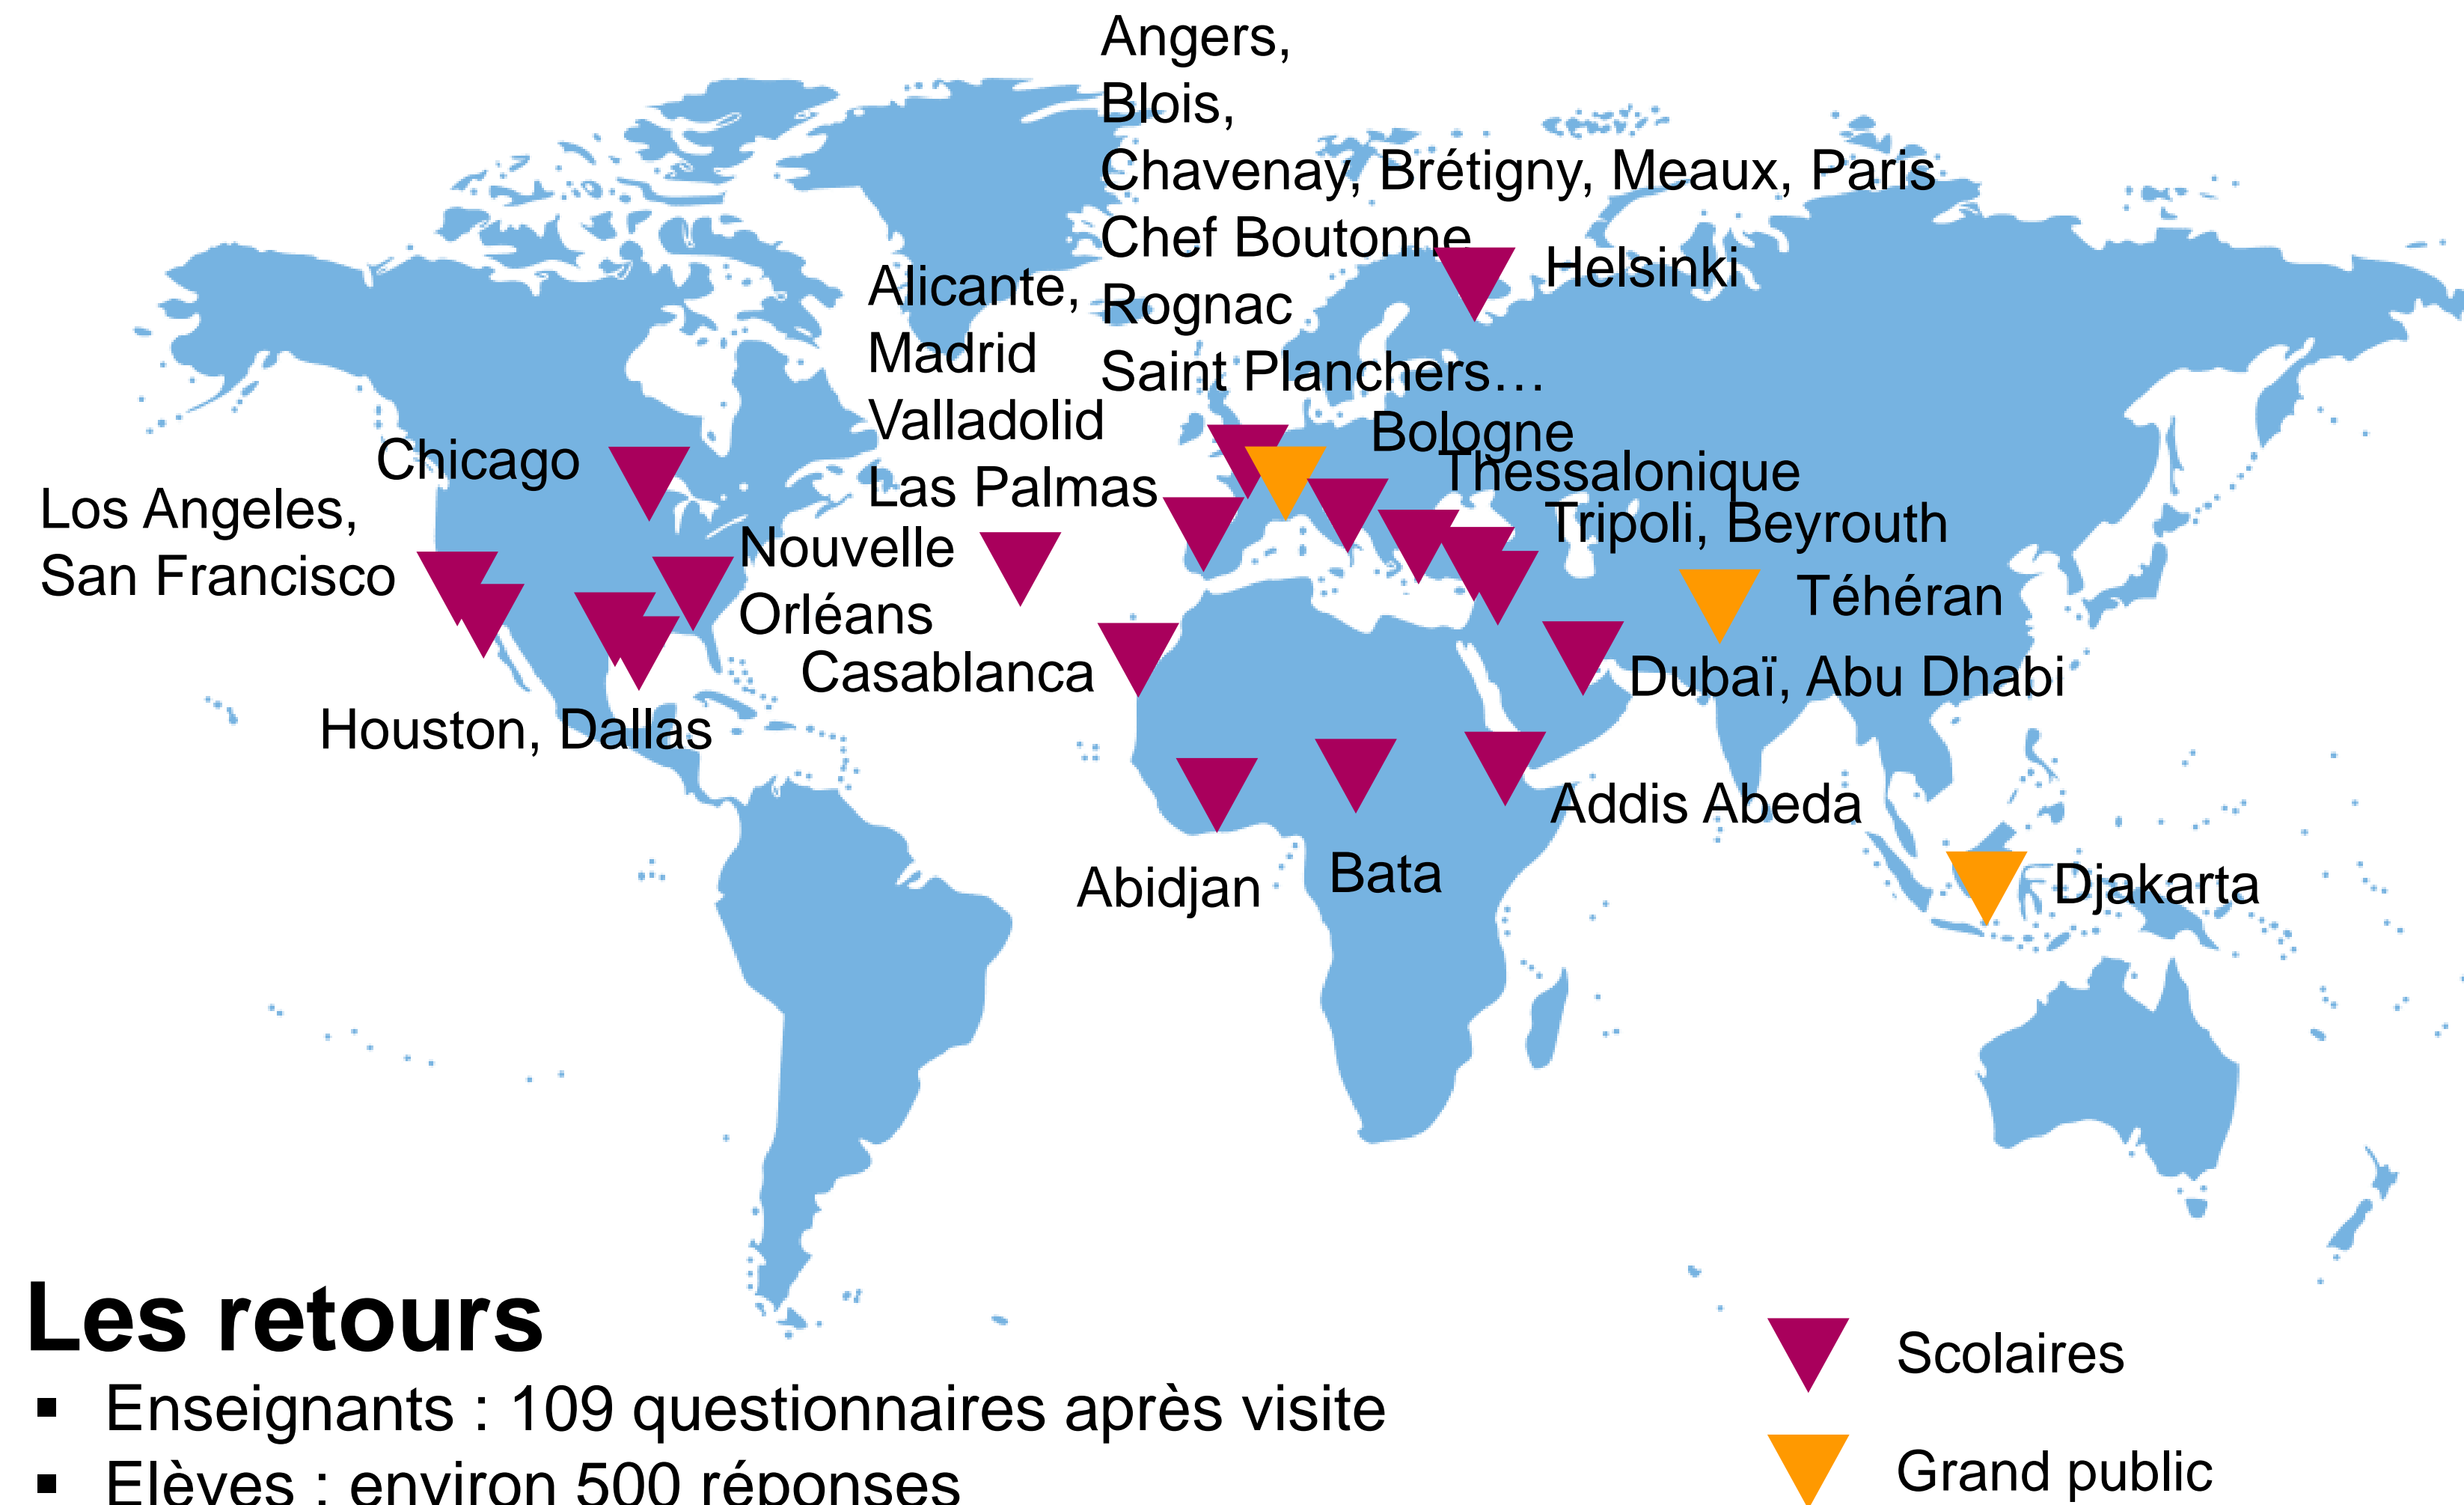 Angers,
Blois,
Chavenay, Brétigny, Meaux, Paris
Chef Boutonne
Rognac
Saint Planchers…
Helsinki
Alicante,
Madrid
Valladolid
Las Palmas
Bologne
Thessalonique
Tripoli, Beyrouth
Chicago
Los Angeles,
San Francisco
Nouvelle
Orléans
Téhéran
Casablanca
Dubaï, Abu Dhabi
Houston, Dallas
Addis Abeda
Abidjan
Bata
Djakarta
Les retours
▪ Enseignants : 109 questionnaires après visite
▪ Elèves : environ 500 réponses
Scolaires
Grand public